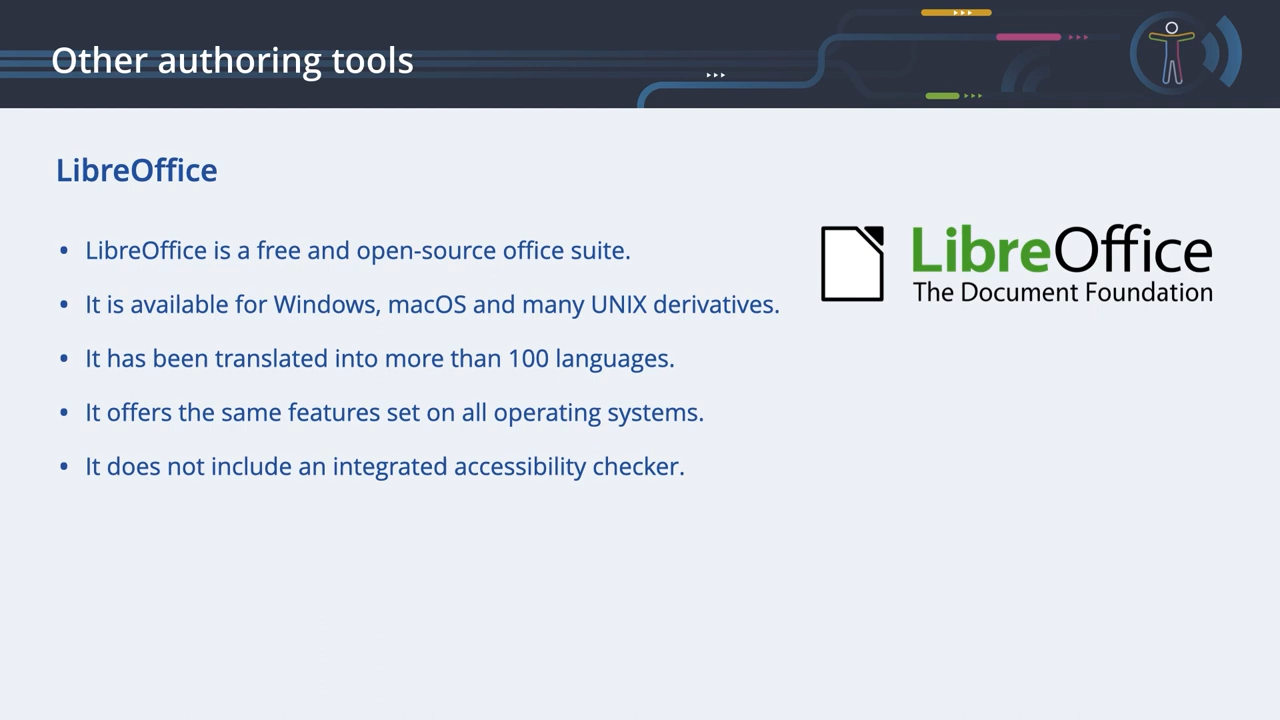 Other authoring tools
LibreOffice
• LibreOffice is a free and open-source office suite.
• It is available for Windows, macOS and many UNIX derivatives.
• It has been translated into more than 100 languages.
• It offers the same features set on all operating systems.
• It does not include an integrated accessibility checker.
LibreOffice
The Document Foundation